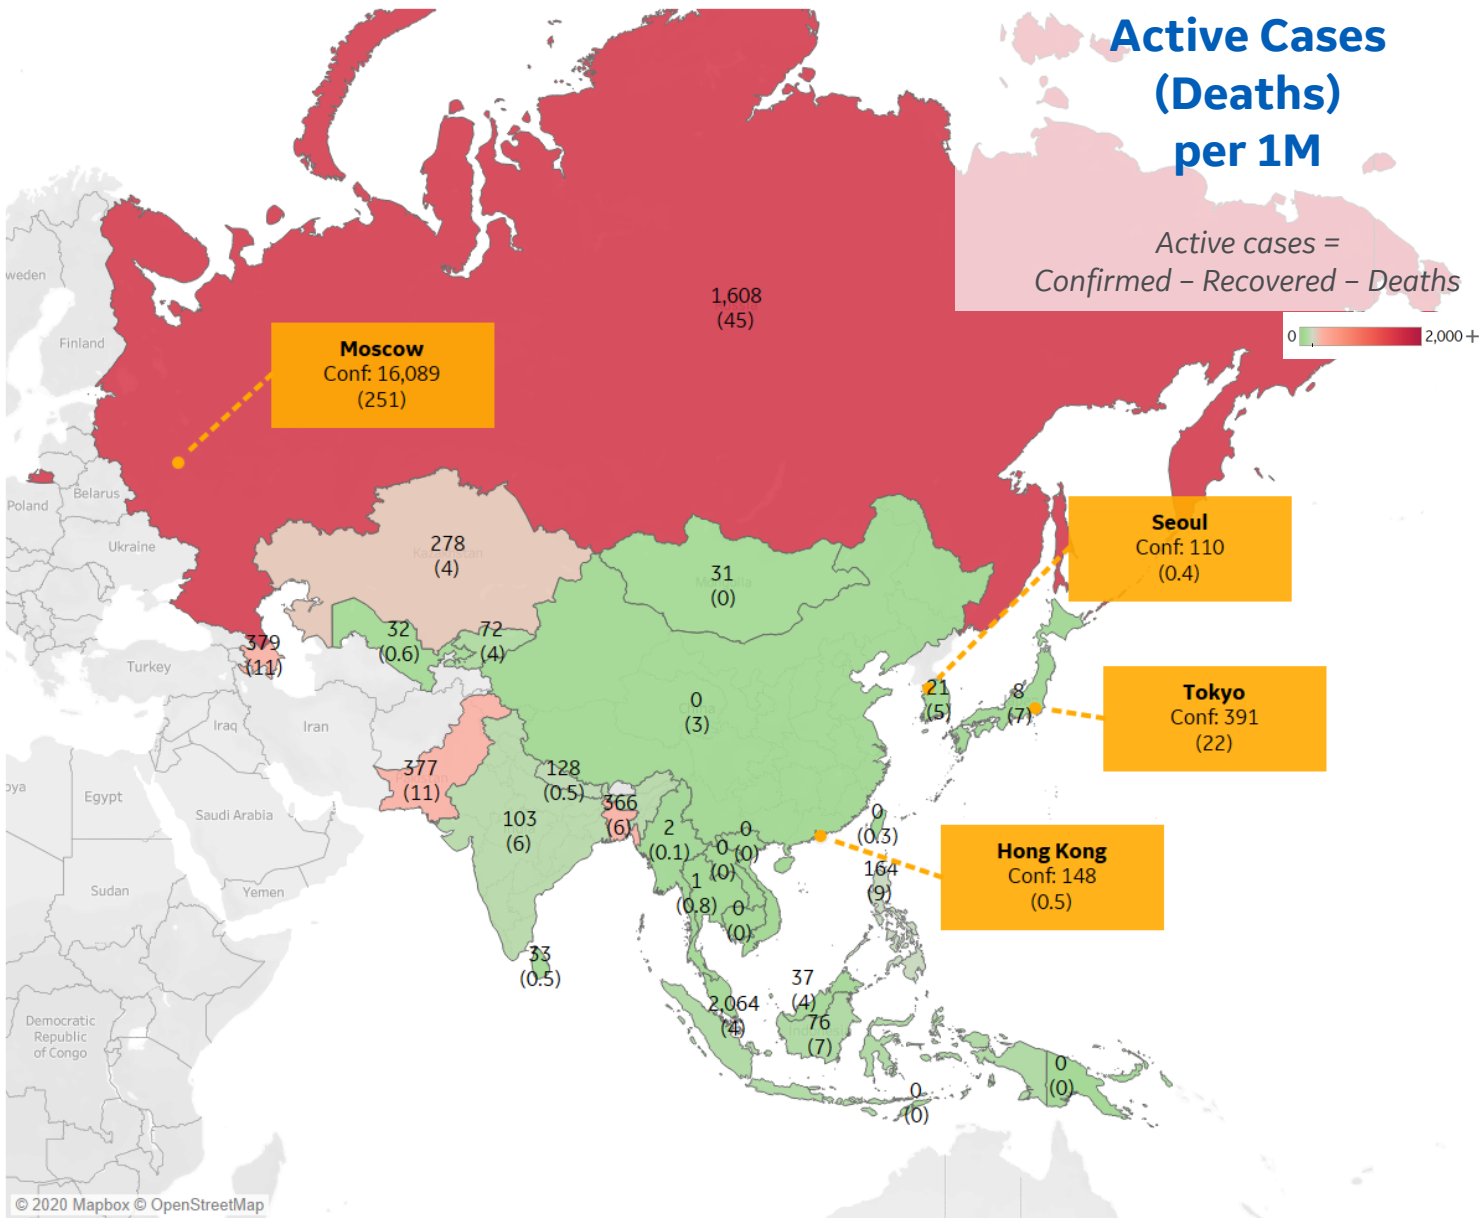 Active Cases
(Deaths)
per 1M
Active cases =
Confirmed – Recovered – Deaths
0
2,000 +
1,608
(45)
Moscow
Conf: 16,089
(251)
weden
Finland
Poland
Belarus
Ukraine
Turkey
Iraq
Iran
Egypt
Saudi Arabia
Sudan
Yemen
Democratic
Republic
of Congo
oya
278
(4)
31
(0)
Seoul
Conf: 110
(0.4)
32
(0.6)
72
(4)
379
(11)
0
(3)
21
(5)
8
(7)
Tokyo
Conf: 391
(22)
377
(11)
128
(0.5)
366
(6)
103
(6)
2
(0.1)
0
(0)
0
(0)
1
(0.8)
0
(0)
0
(0.3)
164
(9)
Hong Kong
Conf: 148
(0.5)
33
(0.5)
2,064
(4)
37
(4)
76
(7)
0
(0)
0
(0)
© 2020 Mapbox © OpenStreetMap